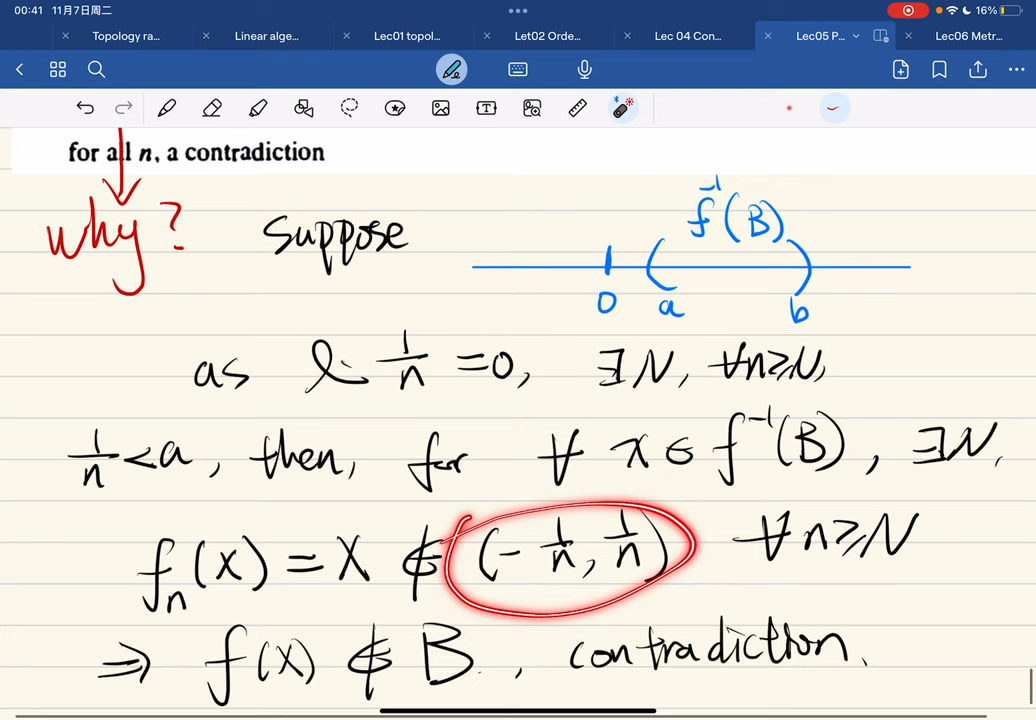 00:41 11月7日周二
16%
Topology ra...
Linear alge...
Lec01 topol...
Let02 Orde...
Lec 04 Con...
Lec05 P...
Lec06 Metr...
for all n, a contradiction
why?
suppose
f⁻¹(B)
0 a b
as 1/n = 0, ∃N, ∀n≥N,
1/n < a, then, for ∀ x ∈ f⁻¹(B), ∃N,
fₙ(x) = x ∉ (-1/n, 1/n) ∀n≥N
⇒ f(x) ∉ B, contradiction.